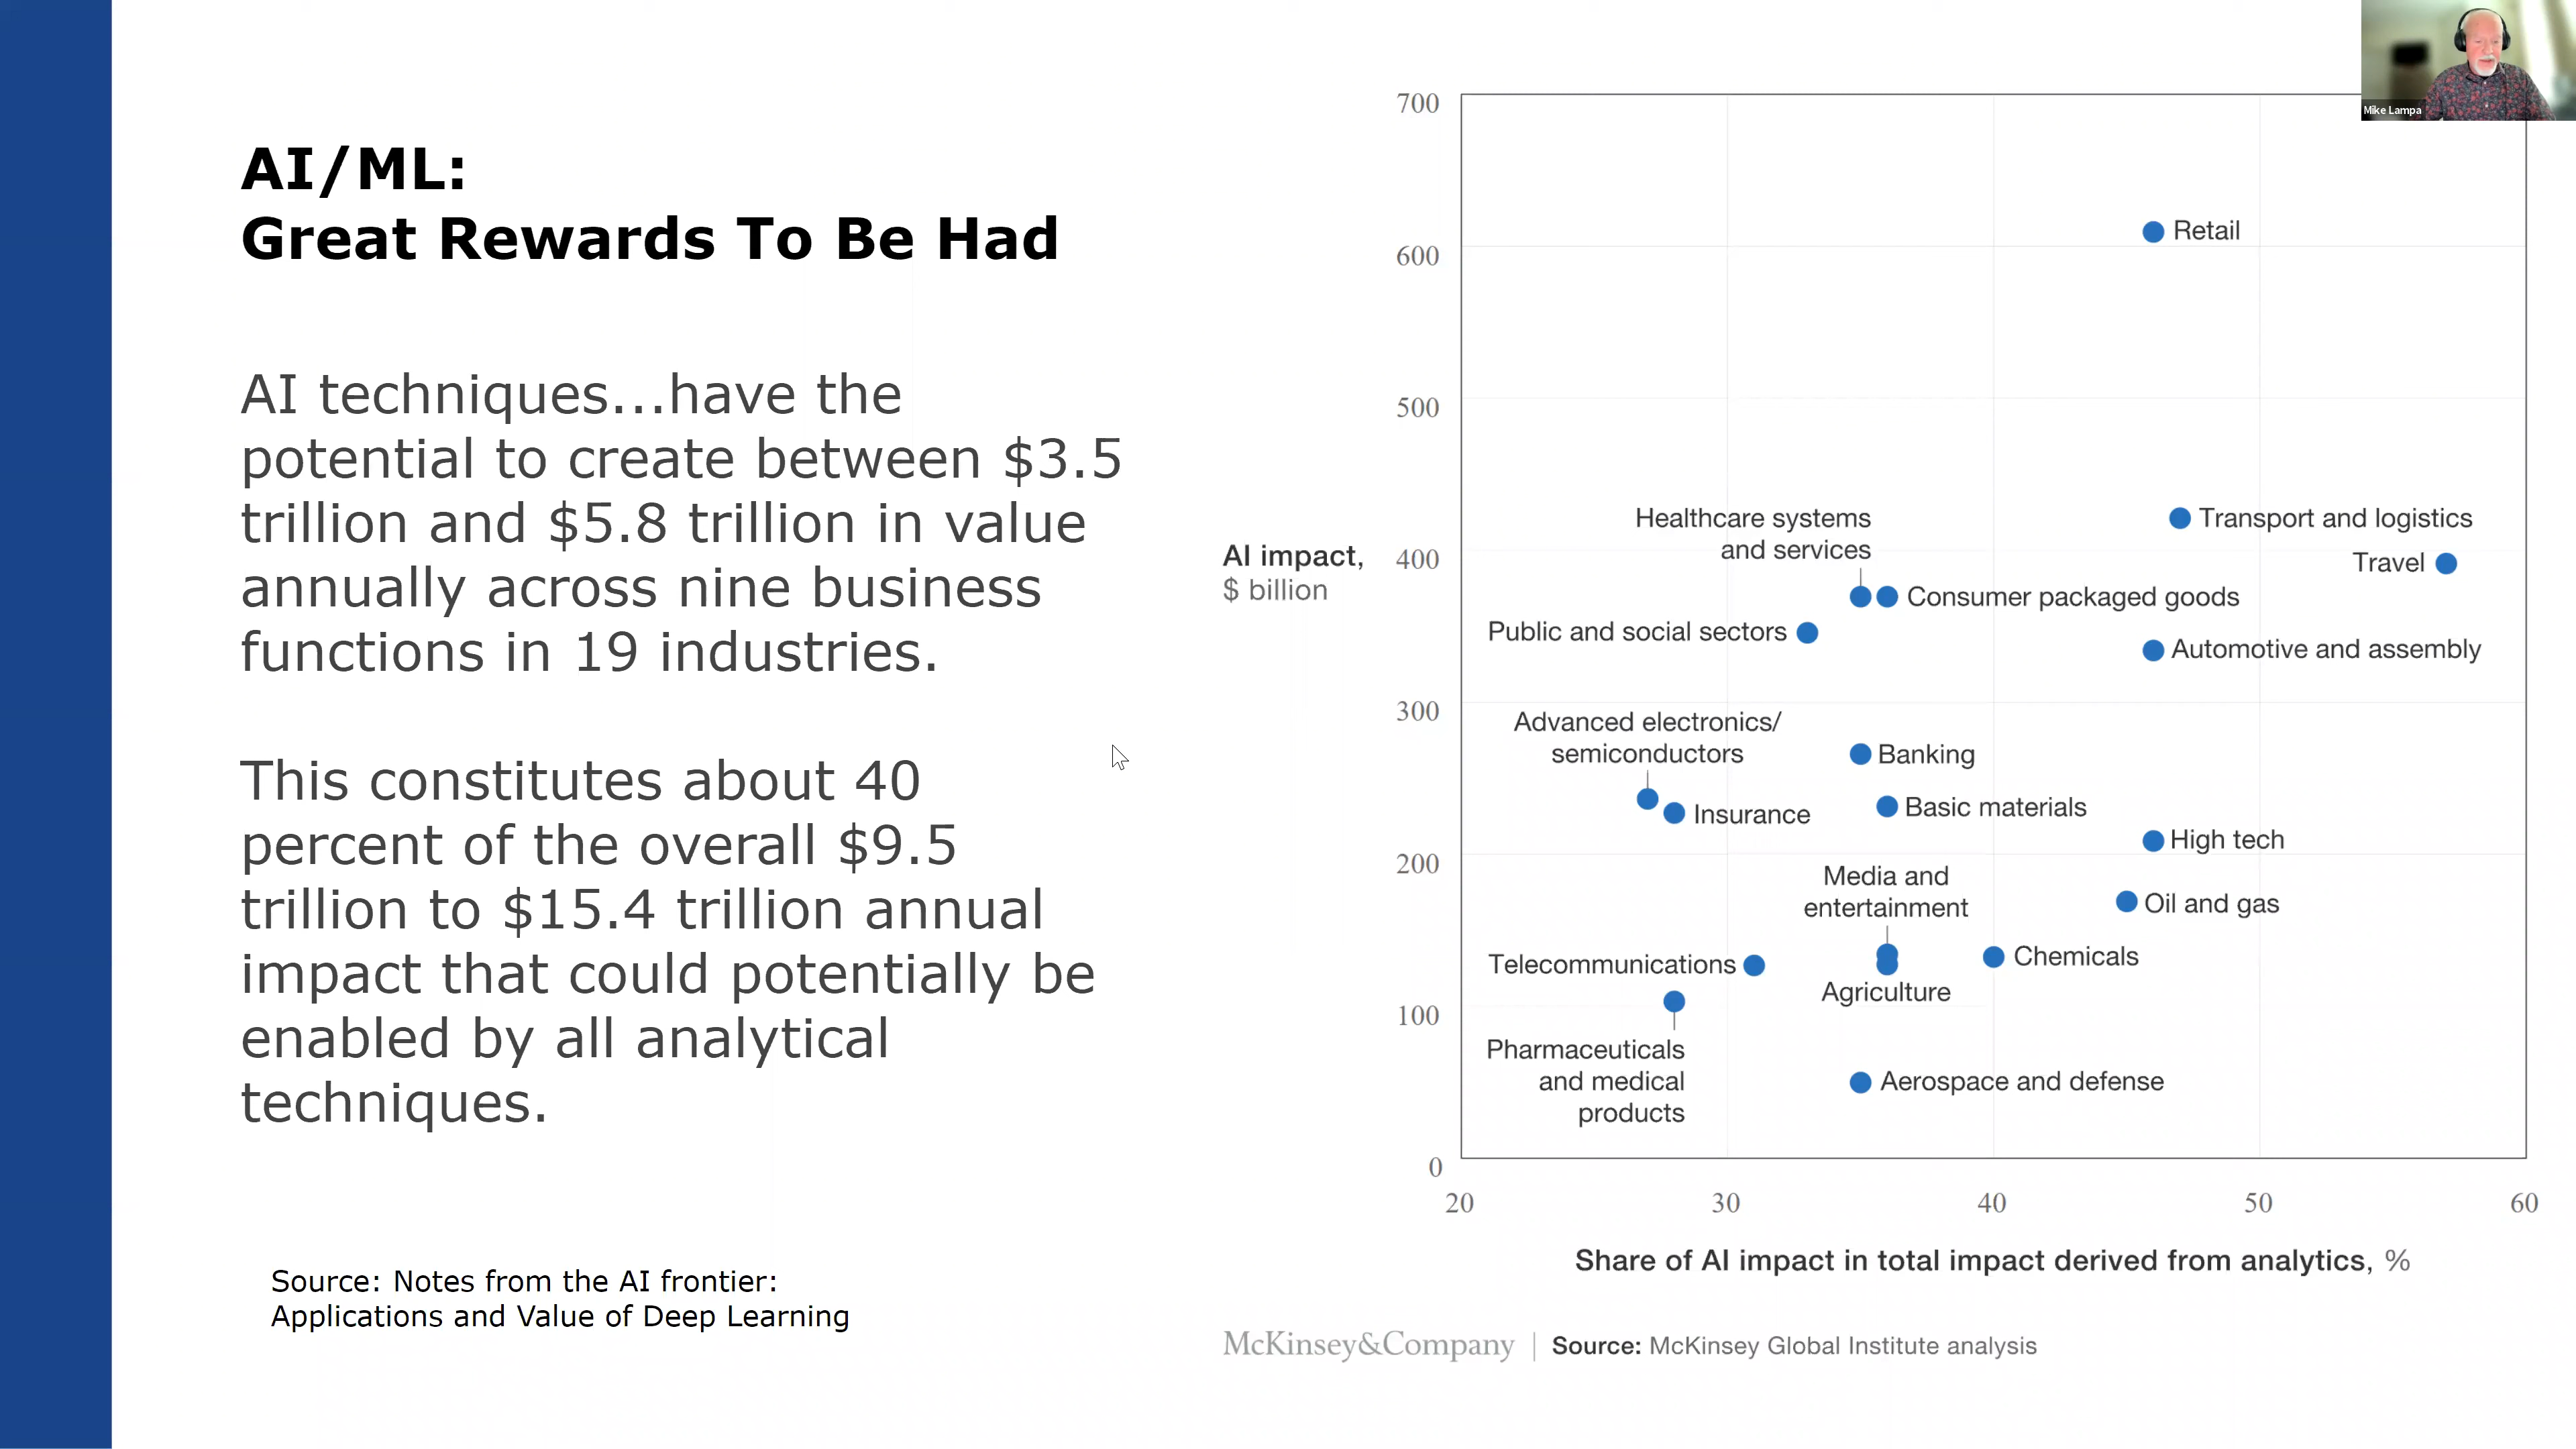 AI/ML:
Great Rewards To Be Had
AI techniques...have the
potential to create between $3.5
trillion and $5.8 trillion in value
annually across nine business
functions in 19 industries.
This constitutes about 40
percent of the overall $9.5
trillion to $15.4 trillion annual
impact that could potentially be
enabled by all analytical
techniques.
Source: Notes from the AI frontier:
Applications and Value of Deep Learning
Mike Lampa
AI impact,
$ billion
700
600
500
400
300
200
100
0
20 30 40 50 60
Retail
Transport and logistics
Travel
Healthcare systems
and services
Consumer packaged goods
Public and social sectors
Automotive and assembly
Advanced electronics/
semiconductors
Banking
Insurance
Basic materials
High tech
Media and
entertainment
Oil and gas
Telecommunications
Chemicals
Agriculture
Pharmaceuticals
and medical
products
Aerospace and defense
Share of AI impact in total impact derived from analytics, %
McKinsey&Company | Source: McKinsey Global Institute analysis